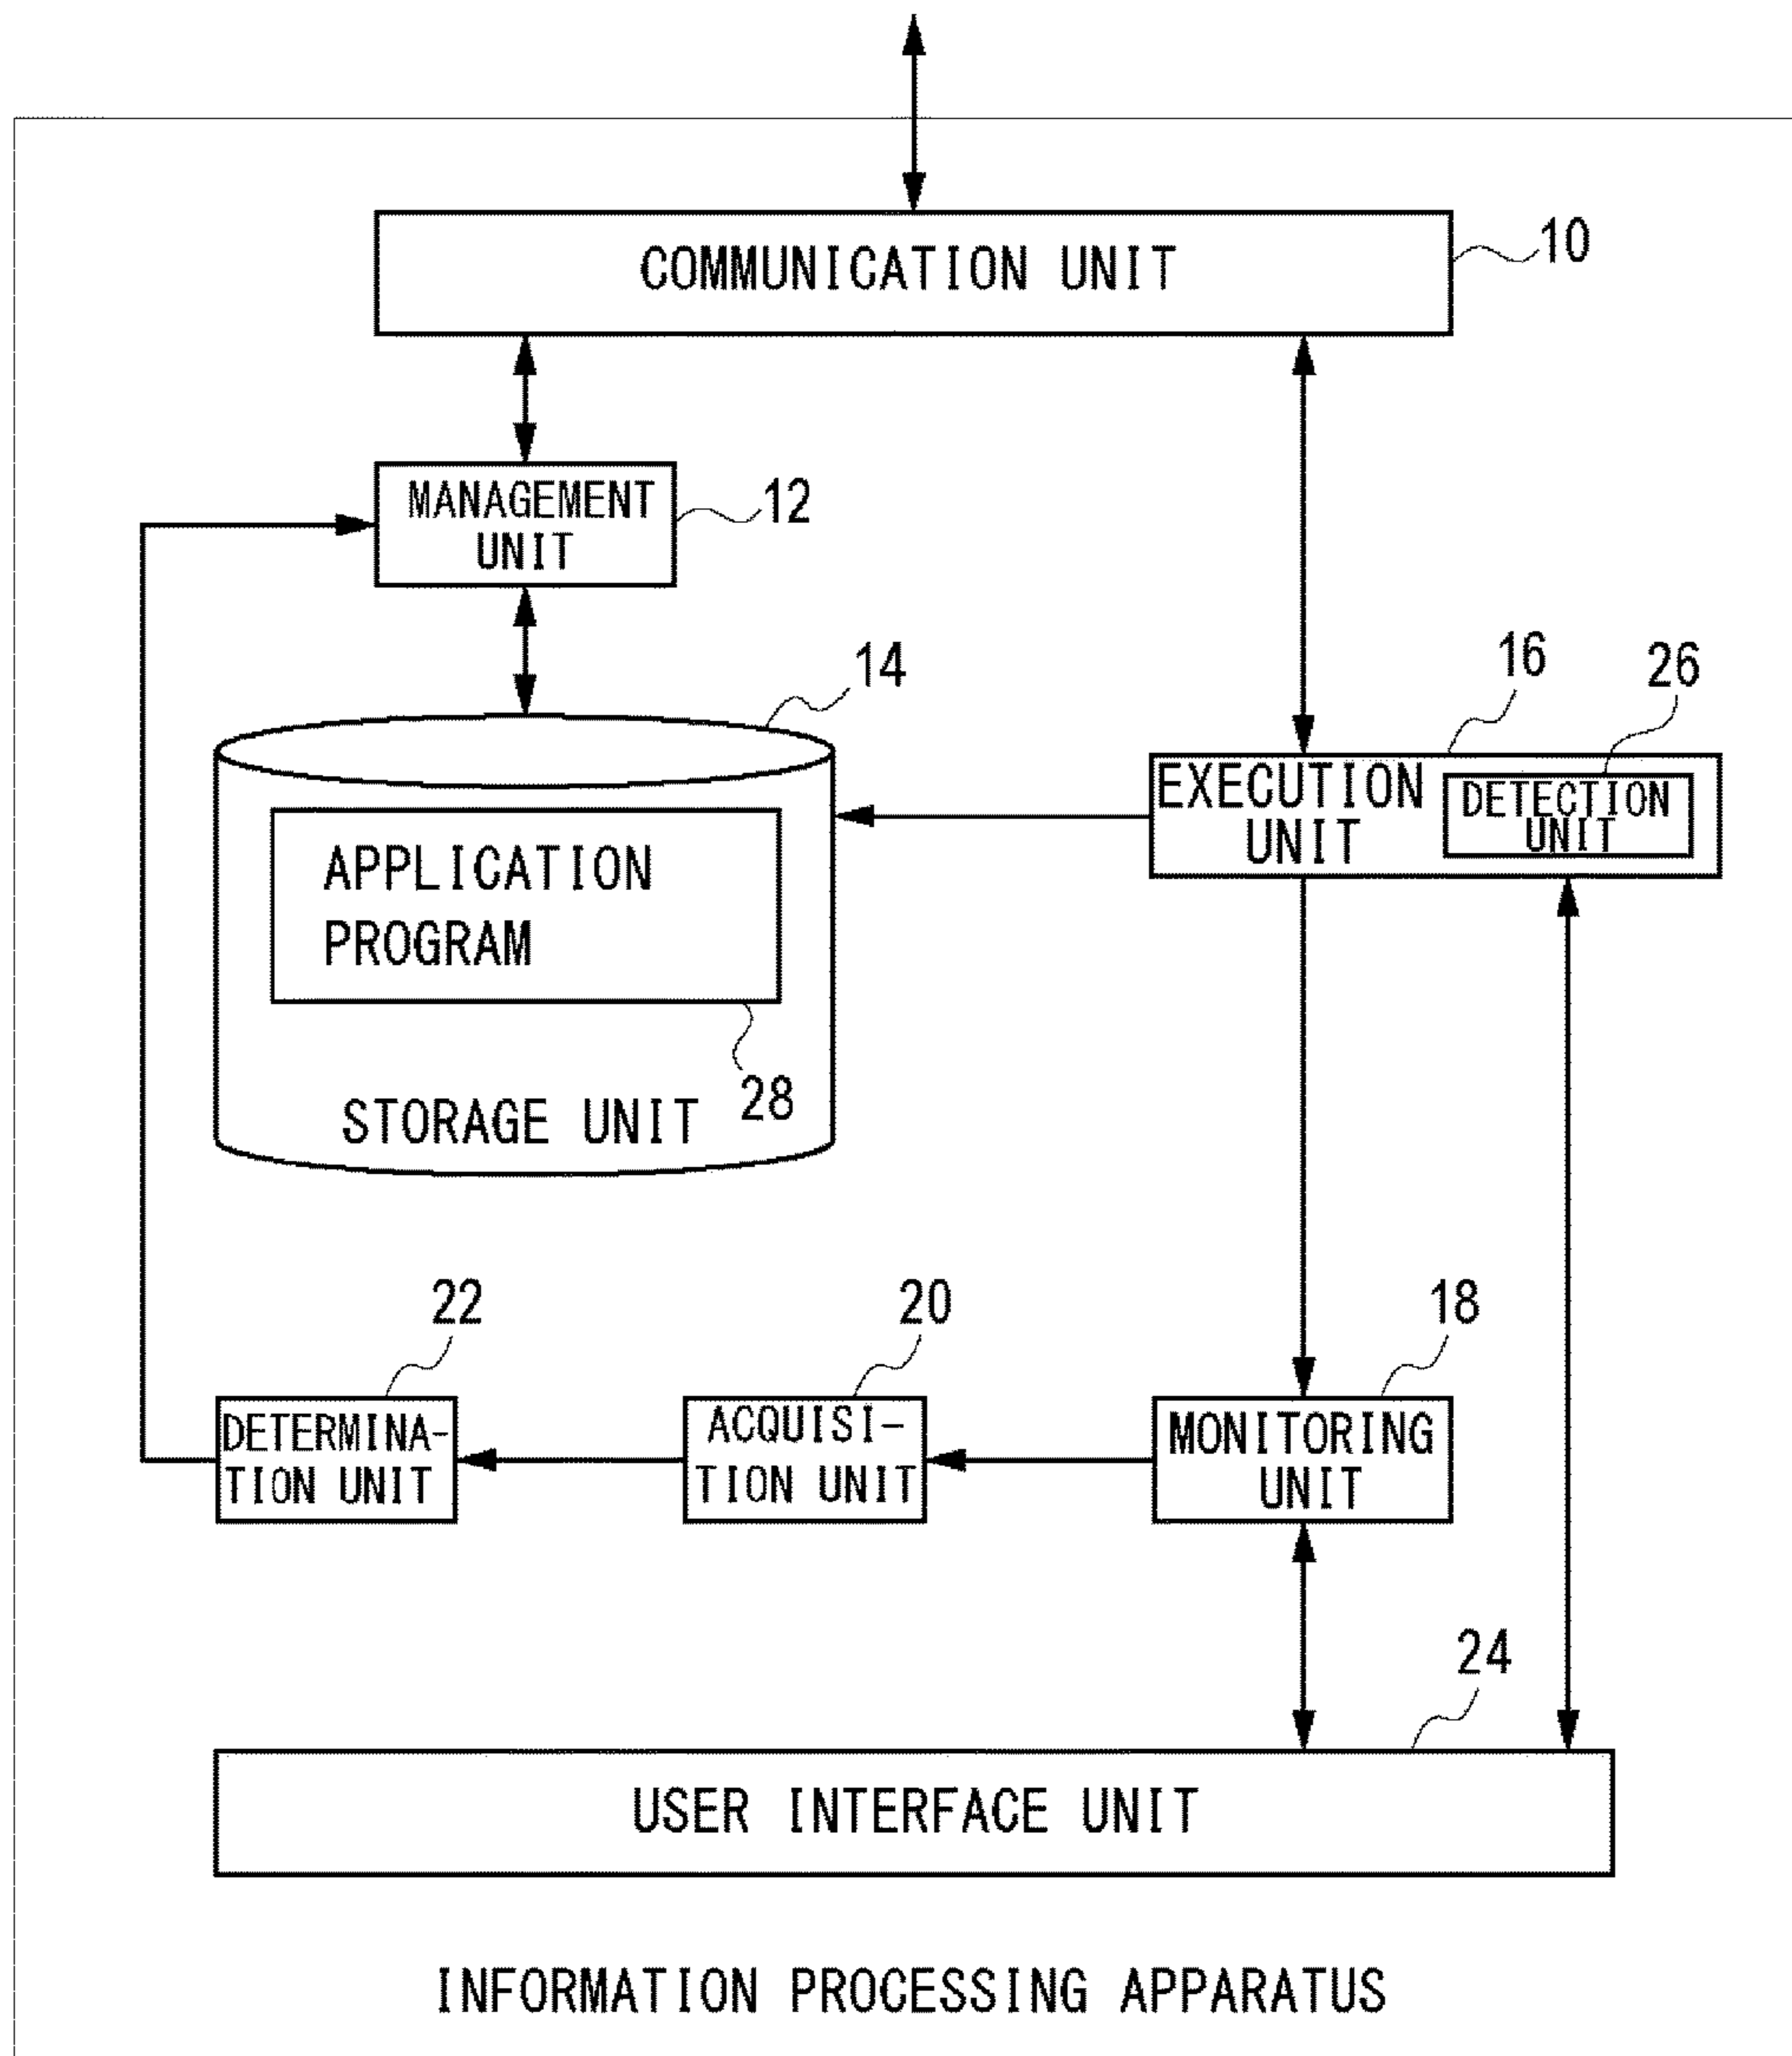 COMMUNICATION UNIT
10
MANAGEMENT
UNIT
12
14
16
26
EXECUTION
UNIT
DETECTION
UNIT
APPLICATION
PROGRAM
28
STORAGE UNIT
22
20
18
DETERMINA-
TION UNIT
ACQUISI-
TION UNIT
MONITORING
UNIT
24
USER INTERFACE UNIT
INFORMATION PROCESSING APPARATUS